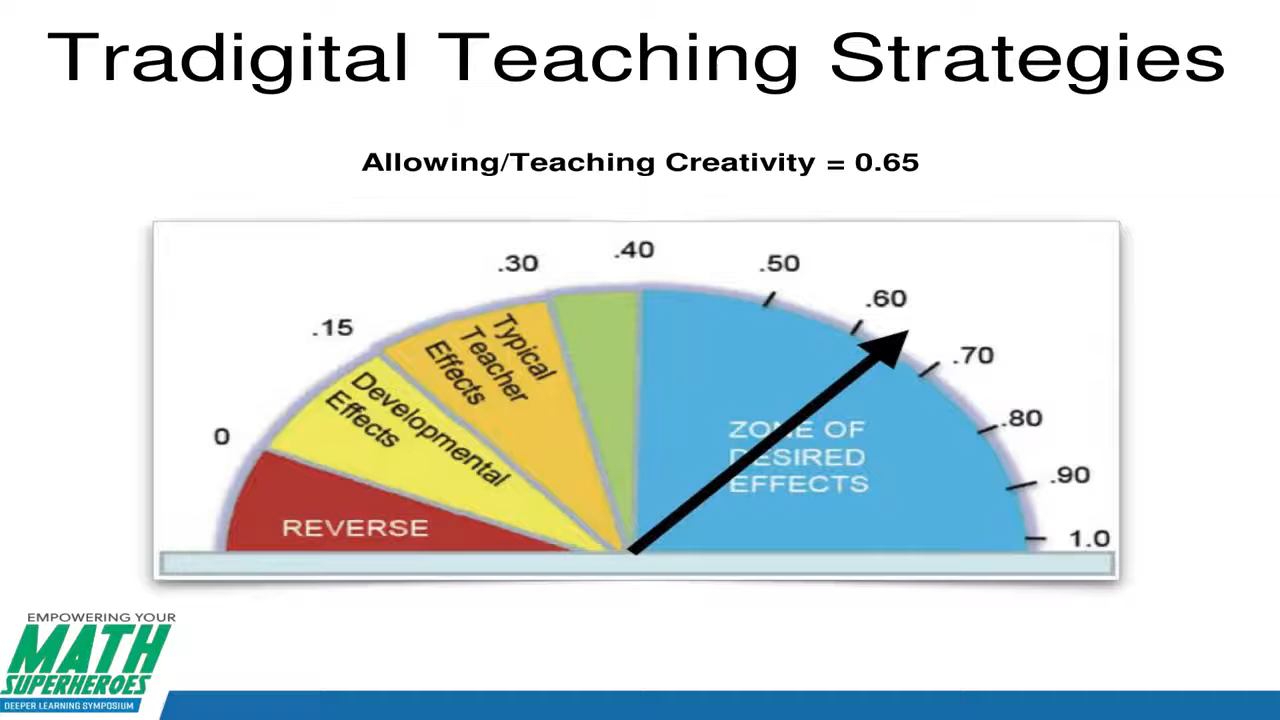 Tradigital Teaching Strategies
Allowing/Teaching Creativity = 0.65
0
.15
.30
.40
.50
.60
.70
.80
.90
1.0
REVERSE
Developmental
Effects
Typical
Teacher
Effects
ZONE OF
DESIRED
EFFECTS
EMPOWERING YOUR
MATH
SUPERHEROES
DEEPER LEARNING SYMPOSIUM